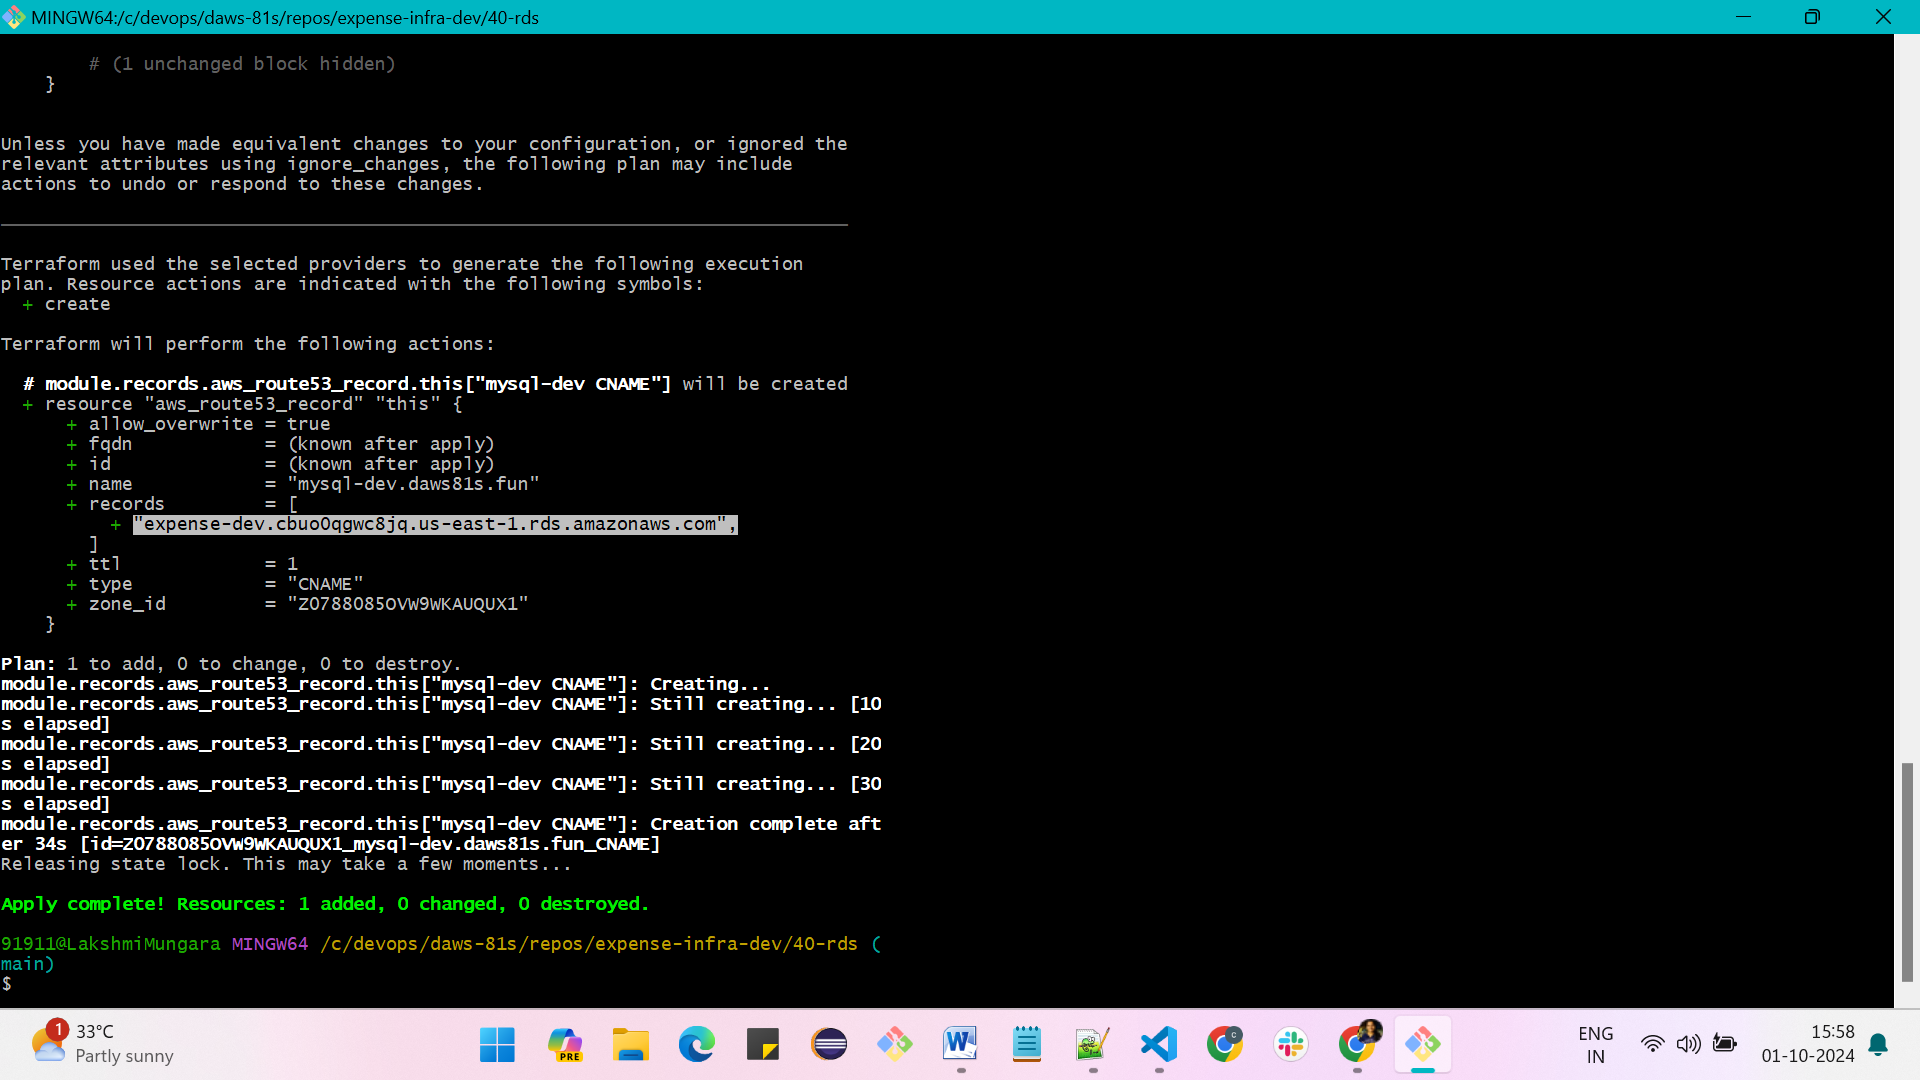 MINGW64:/c/devops/daws-81s/repos/expense-infra-dev/40-rds
# (1 unchanged block hidden)
}
Unless you have made equivalent changes to your configuration, or ignored the
relevant attributes using ignore_changes, the following plan may include
actions to undo or respond to these changes.
Terraform used the selected providers to generate the following execution
plan. Resource actions are indicated with the following symbols:
+ create
Terraform will perform the following actions:
# module.records.aws_route53_record.this["mysql-dev CNAME"] will be created
+ resource "aws_route53_record" "this" {
+ allow_overwrite = true
+ fqdn            = (known after apply)
+ id              = (known after apply)
+ name            = "mysql-dev.daws81s.fun"
+ records         = [
+ "expense-dev.cbuo0qgwc8jq.us-east-1.rds.amazonaws.com",
]
+ ttl             = 1
+ type            = "CNAME"
+ zone_id         = "Z0788085OVW9WKAUQUX1"
}
Plan: 1 to add, 0 to change, 0 to destroy.
module.records.aws_route53_record.this["mysql-dev CNAME"]: Creating...
module.records.aws_route53_record.this["mysql-dev CNAME"]: Still creating... [10
s elapsed]
module.records.aws_route53_record.this["mysql-dev CNAME"]: Still creating... [20
s elapsed]
module.records.aws_route53_record.this["mysql-dev CNAME"]: Still creating... [30
s elapsed]
module.records.aws_route53_record.this["mysql-dev CNAME"]: Creation complete aft
er 34s [id=Z0788085OVW9WKAUQUX1_mysql-dev.daws81s.fun_CNAME]
Releasing state lock. This may take a few moments...
Apply complete! Resources: 1 added, 0 changed, 0 destroyed.
91911@LakshmiMungara MINGW64 /c/devops/daws-81s/repos/expense-infra-dev/40-rds (
main)
$
1
33°C
Partly sunny
PRE
W
C
ENG
IN
15:58
01-10-2024